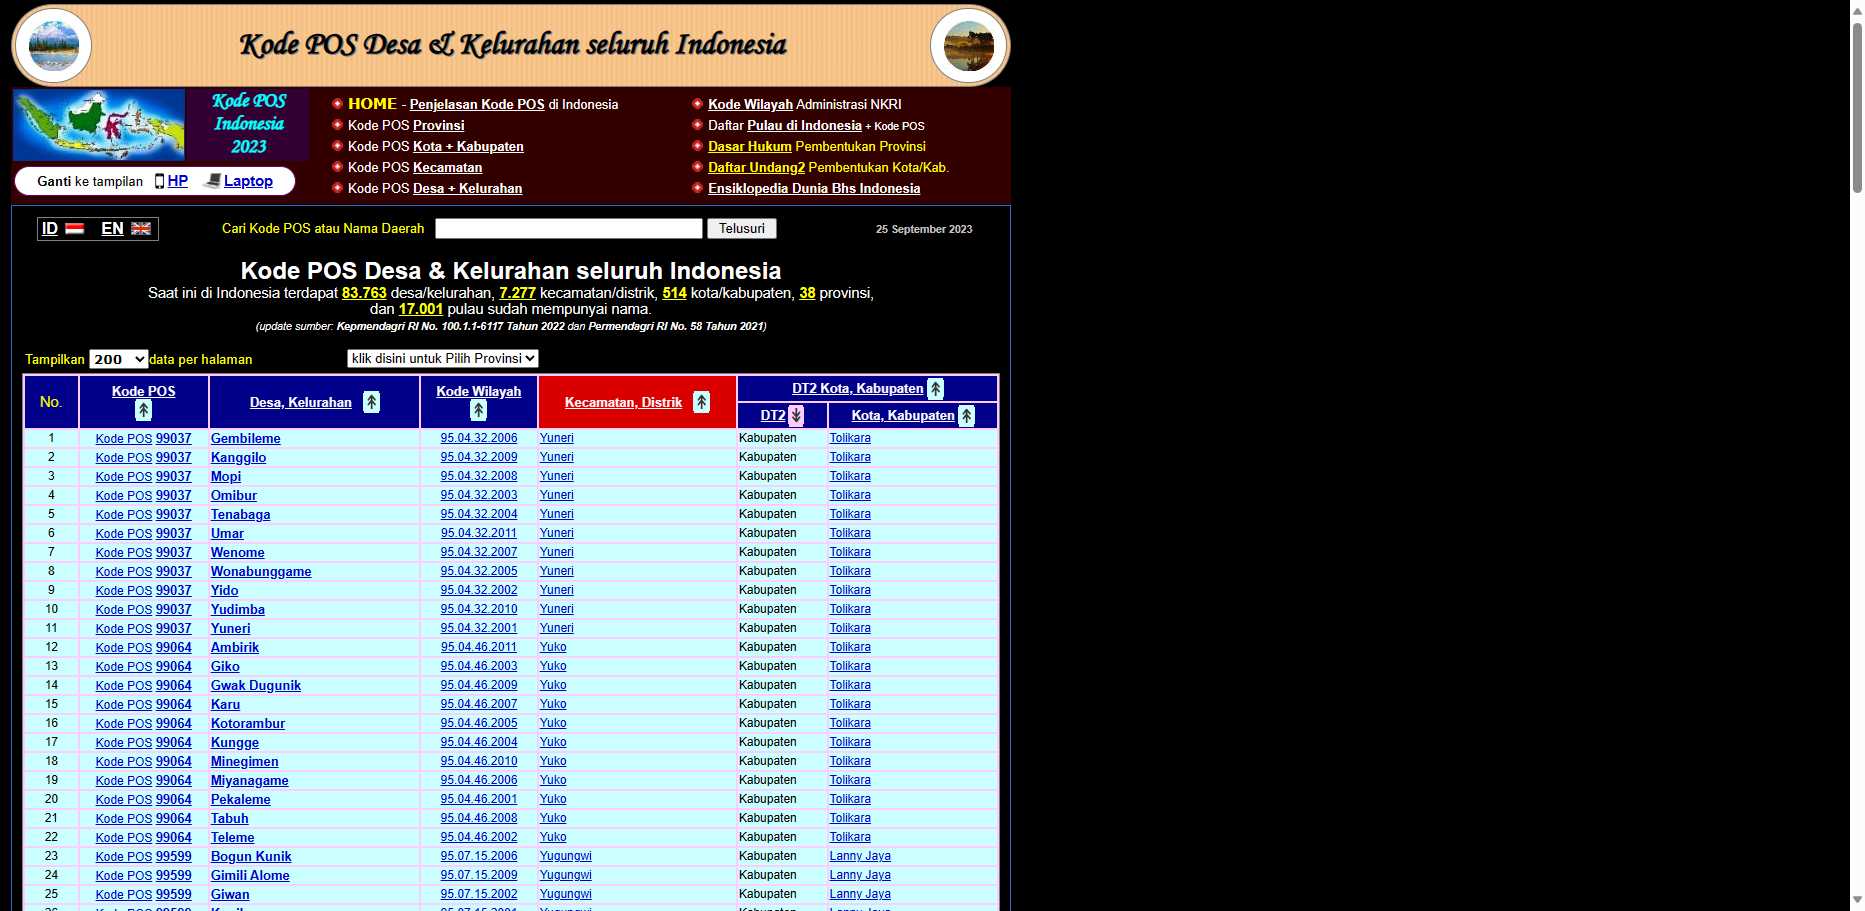 Kode POS Desa & Kelurahan seluruh Indonesia
Kode POS
Indonesia
2023
Ganti ke tampilan HP Laptop
HOME - Penjelasan Kode POS di Indonesia
Kode POS Provinsi
Kode POS Kota + Kabupaten
Kode POS Kecamatan
Kode POS Desa + Kelurahan
Kode Wilayah Administrasi NKRI
Daftar Pulau di Indonesia + Kode POS
Dasar Hukum Pembentukan Provinsi
Daftar Undang2 Pembentukan Kota/Kab.
Ensiklopedia Dunia Bhs Indonesia
ID EN Cari Kode POS atau Nama Daerah Telusuri 25 September 2023
Kode POS Desa & Kelurahan seluruh Indonesia
Saat ini di Indonesia terdapat 83.763 desa/kelurahan, 7.277 kecamatan/distrik, 514 kota/kabupaten, 38 provinsi,
dan 17.001 pulau sudah mempunyai nama.
(update sumber: Kepmendagri RI No. 100.1.1-6117 Tahun 2022 dan Permendagri RI No. 58 Tahun 2021)
Tampilkan 200 data per halaman klik disini untuk Pilih Provinsi
No. Kode POS Desa, Kelurahan Kode Wilayah Kecamatan, Distrik DT2 Kota, Kabupaten
DT2 Kota, Kabupaten
1 Kode POS 99037 Gembileme 95.04.32.2006 Yuneri Kabupaten Tolikara
2 Kode POS 99037 Kanggilo 95.04.32.2009 Yuneri Kabupaten Tolikara
3 Kode POS 99037 Mopi 95.04.32.2008 Yuneri Kabupaten Tolikara
4 Kode POS 99037 Omibur 95.04.32.2003 Yuneri Kabupaten Tolikara
5 Kode POS 99037 Tenabaga 95.04.32.2004 Yuneri Kabupaten Tolikara
6 Kode POS 99037 Umar 95.04.32.2011 Yuneri Kabupaten Tolikara
7 Kode POS 99037 Wenome 95.04.32.2007 Yuneri Kabupaten Tolikara
8 Kode POS 99037 Wonabunggame 95.04.32.2005 Yuneri Kabupaten Tolikara
9 Kode POS 99037 Yido 95.04.32.2002 Yuneri Kabupaten Tolikara
10 Kode POS 99037 Yudimba 95.04.32.2010 Yuneri Kabupaten Tolikara
11 Kode POS 99037 Yuneri 95.04.32.2001 Yuneri Kabupaten Tolikara
12 Kode POS 99064 Ambirik 95.04.46.2011 Yuko Kabupaten Tolikara
13 Kode POS 99064 Giko 95.04.46.2003 Yuko Kabupaten Tolikara
14 Kode POS 99064 Gwak Dugunik 95.04.46.2009 Yuko Kabupaten Tolikara
15 Kode POS 99064 Karu 95.04.46.2007 Yuko Kabupaten Tolikara
16 Kode POS 99064 Kotorambur 95.04.46.2005 Yuko Kabupaten Tolikara
17 Kode POS 99064 Kungge 95.04.46.2004 Yuko Kabupaten Tolikara
18 Kode POS 99064 Minegimen 95.04.46.2010 Yuko Kabupaten Tolikara
19 Kode POS 99064 Miyanagame 95.04.46.2006 Yuko Kabupaten Tolikara
20 Kode POS 99064 Pekaleme 95.04.46.2001 Yuko Kabupaten Tolikara
21 Kode POS 99064 Tabuh 95.04.46.2008 Yuko Kabupaten Tolikara
22 Kode POS 99064 Teleme 95.04.46.2002 Yuko Kabupaten Tolikara
23 Kode POS 99599 Bogun Kunik 95.07.15.2006 Yugungwi Kabupaten Lanny Jaya
24 Kode POS 99599 Gimili Alome 95.07.15.2009 Yugungwi Kabupaten Lanny Jaya
25 Kode POS 99599 Giwan 95.07.15.2002 Yugungwi Kabupaten Lanny Jaya